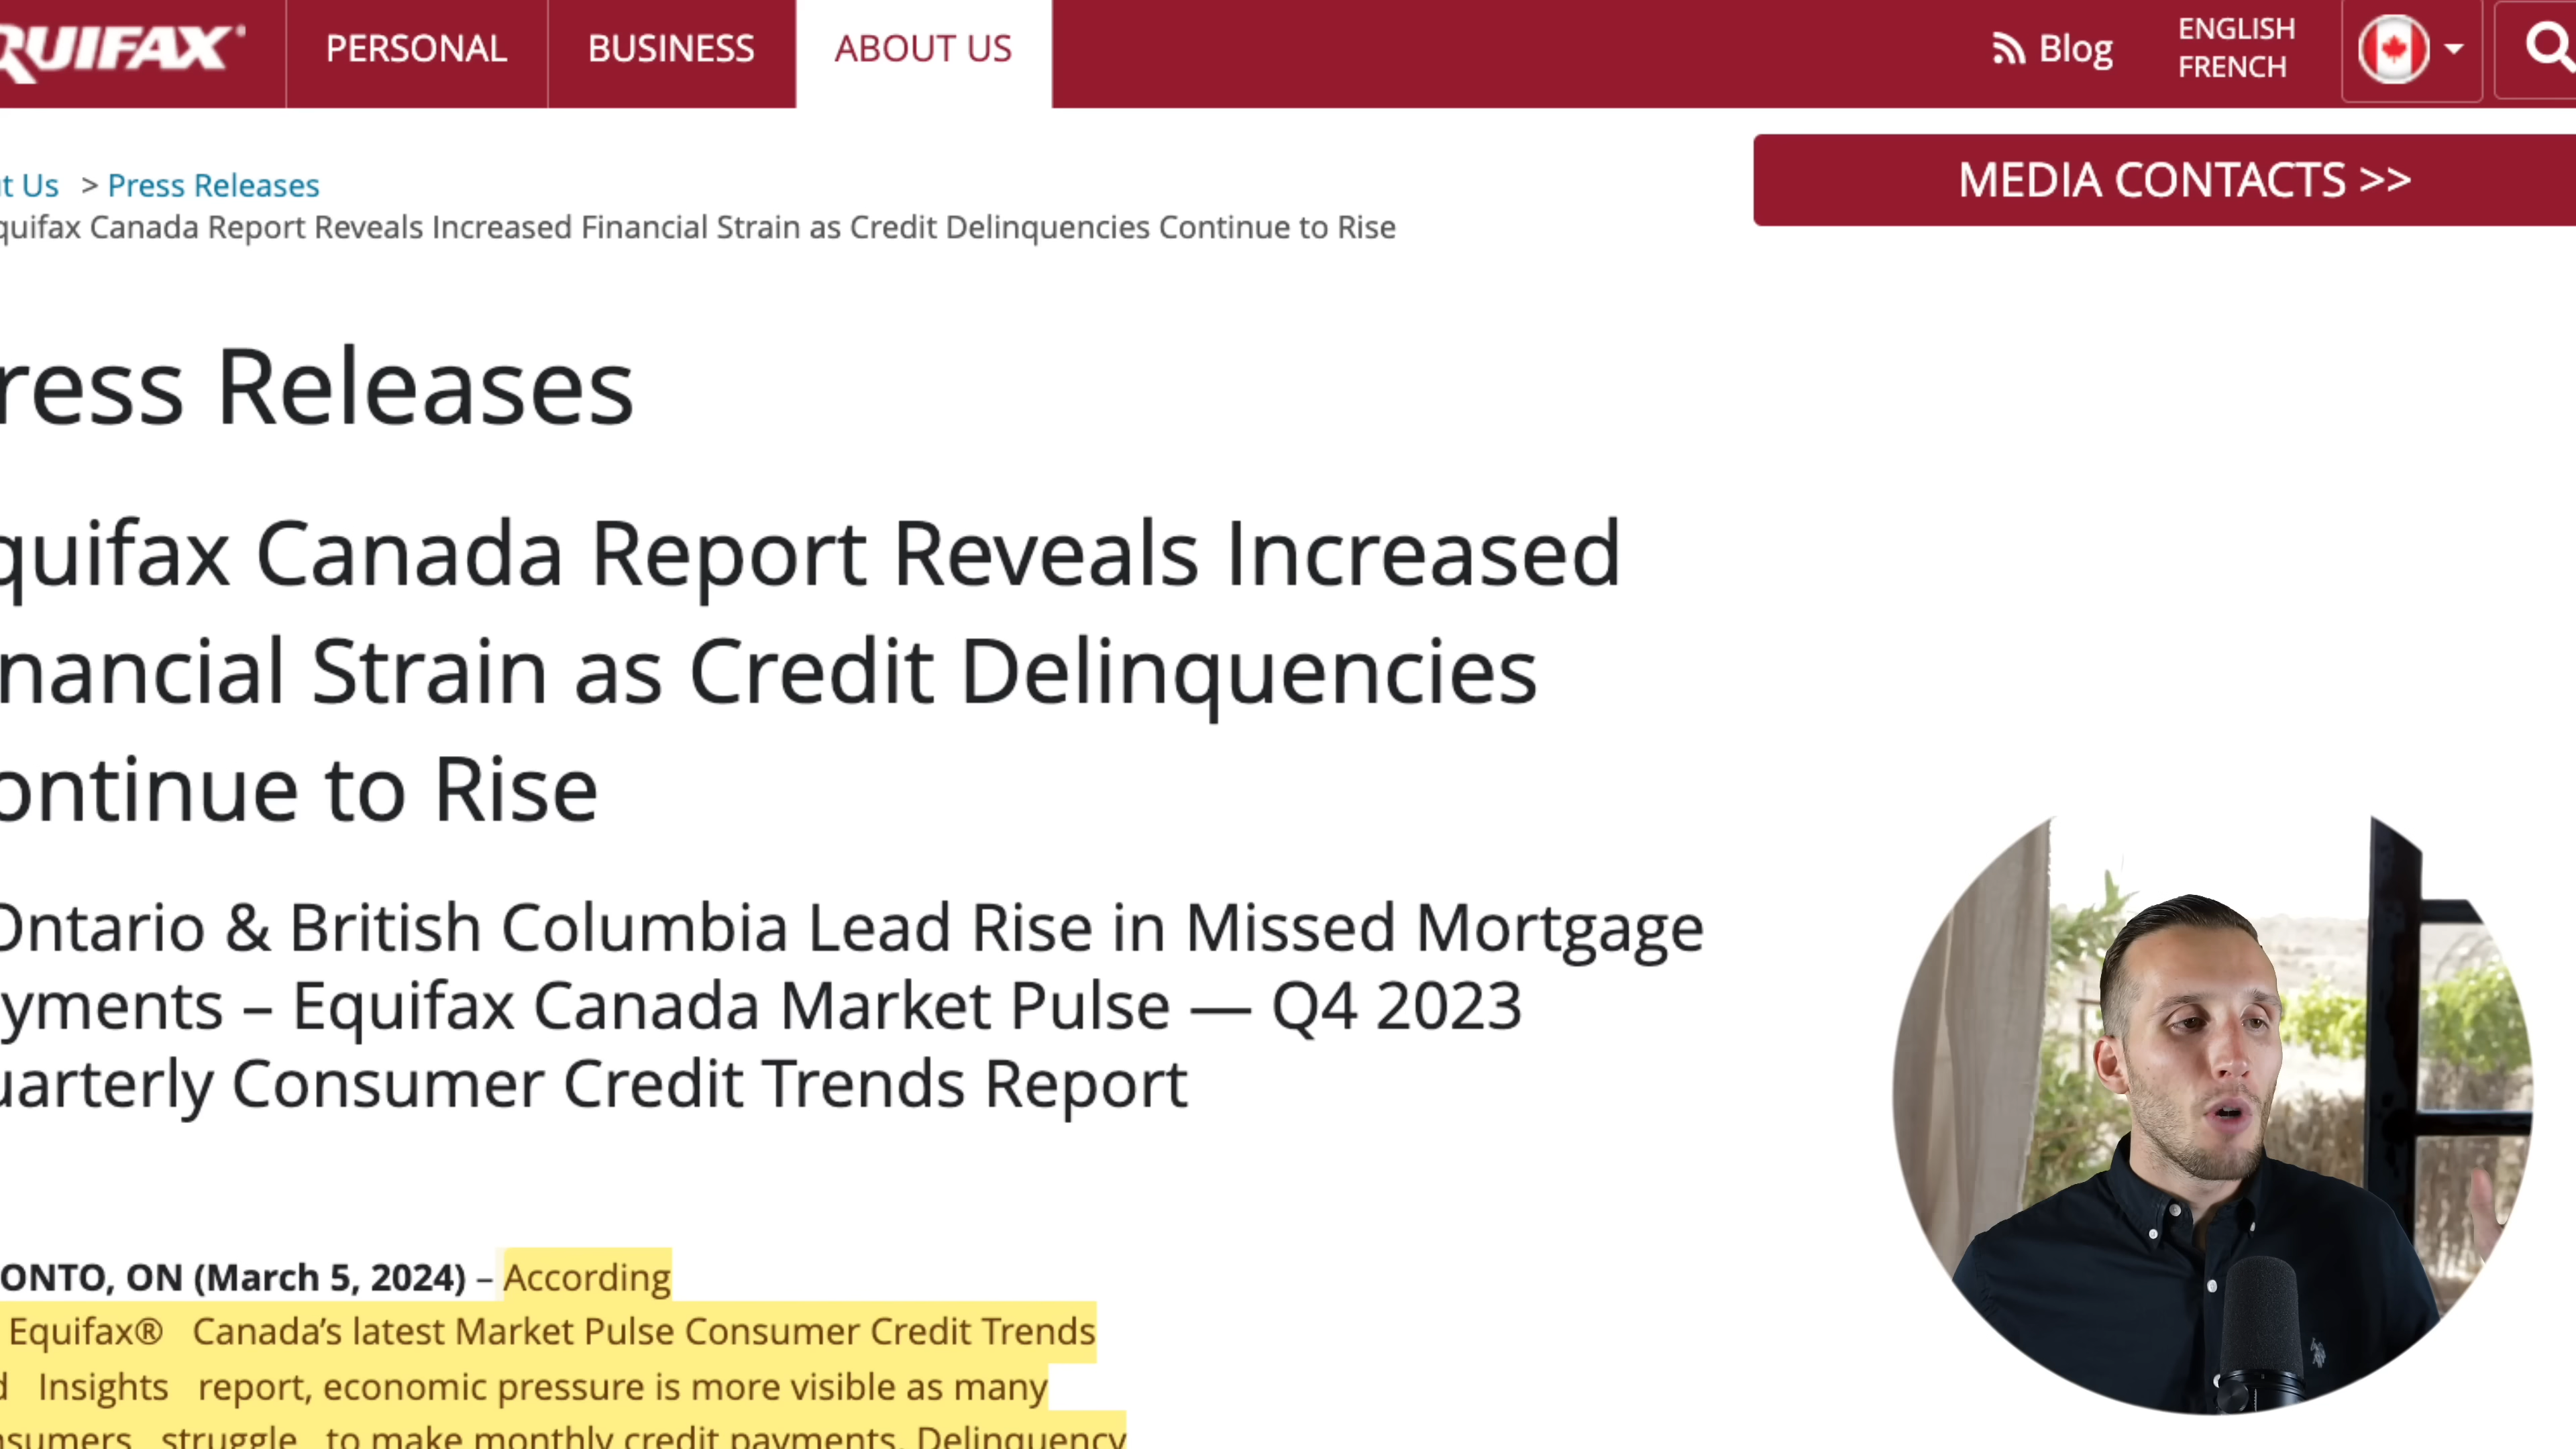 QUIFAX®
PERSONAL
BUSINESS
ABOUT US
Blog
ENGLISH
FRENCH
MEDIA CONTACTS >>
t Us > Press Releases
quifax Canada Report Reveals Increased Financial Strain as Credit Delinquencies Continue to Rise
ress Releases
quifax Canada Report Reveals Increased
nancial Strain as Credit Delinquencies
ontinue to Rise
Ontario & British Columbia Lead Rise in Missed Mortgage
yments – Equifax Canada Market Pulse — Q4 2023
uarterly Consumer Credit Trends Report
ONTO, ON (March 5, 2024) – According
Equifax® Canada’s latest Market Pulse Consumer Credit Trends
d Insights report, economic pressure is more visible as many
nsumers struggle to make monthly credit payments. Delinquency